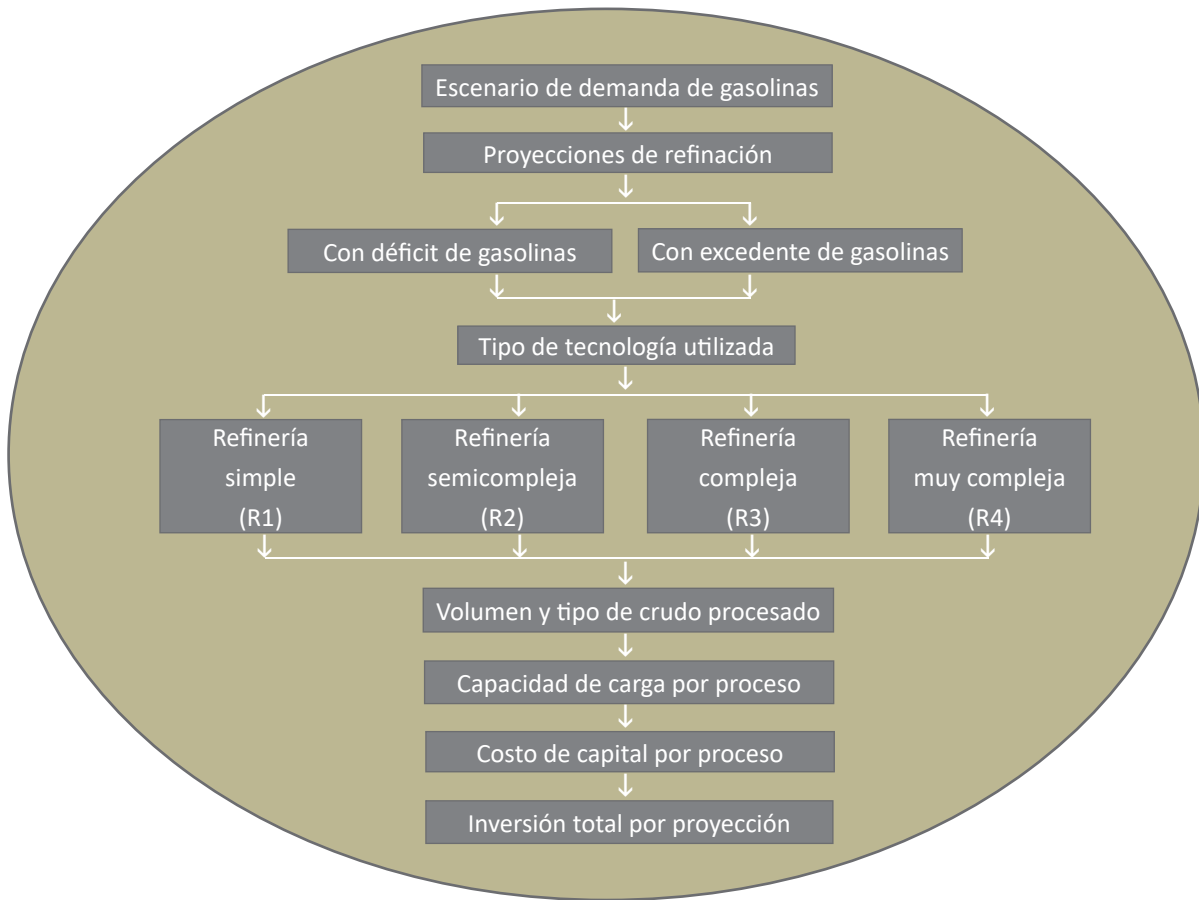 Escenario de demanda de gasolinas
Proyecciones de refinación
Con déficit de gasolinas
Con excedente de gasolinas
Tipo de tecnología utilizada
Refinería
simple
(R1)
Refinería
semicompleja
(R2)
Refinería
compleja
(R3)
Refinería
muy compleja
(R4)
Volumen y tipo de crudo procesado
Capacidad de carga por proceso
Costo de capital por proceso
Inversión total por proyección